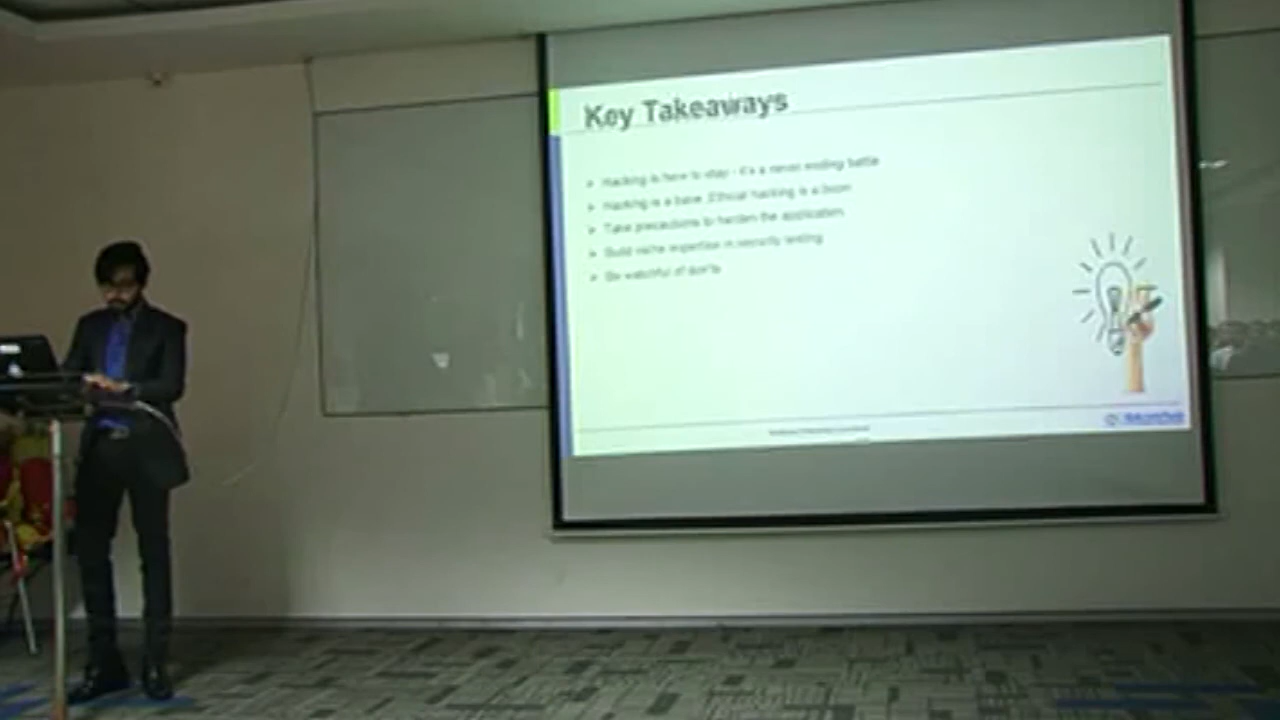 Key Takeaways
Hacking is here to stay - it's a never ending battle
Hacking is a bane. Ethical hacking is a boon
Take precautions to harden the application
Build niche expertise in security testing
Be watchful of don'ts